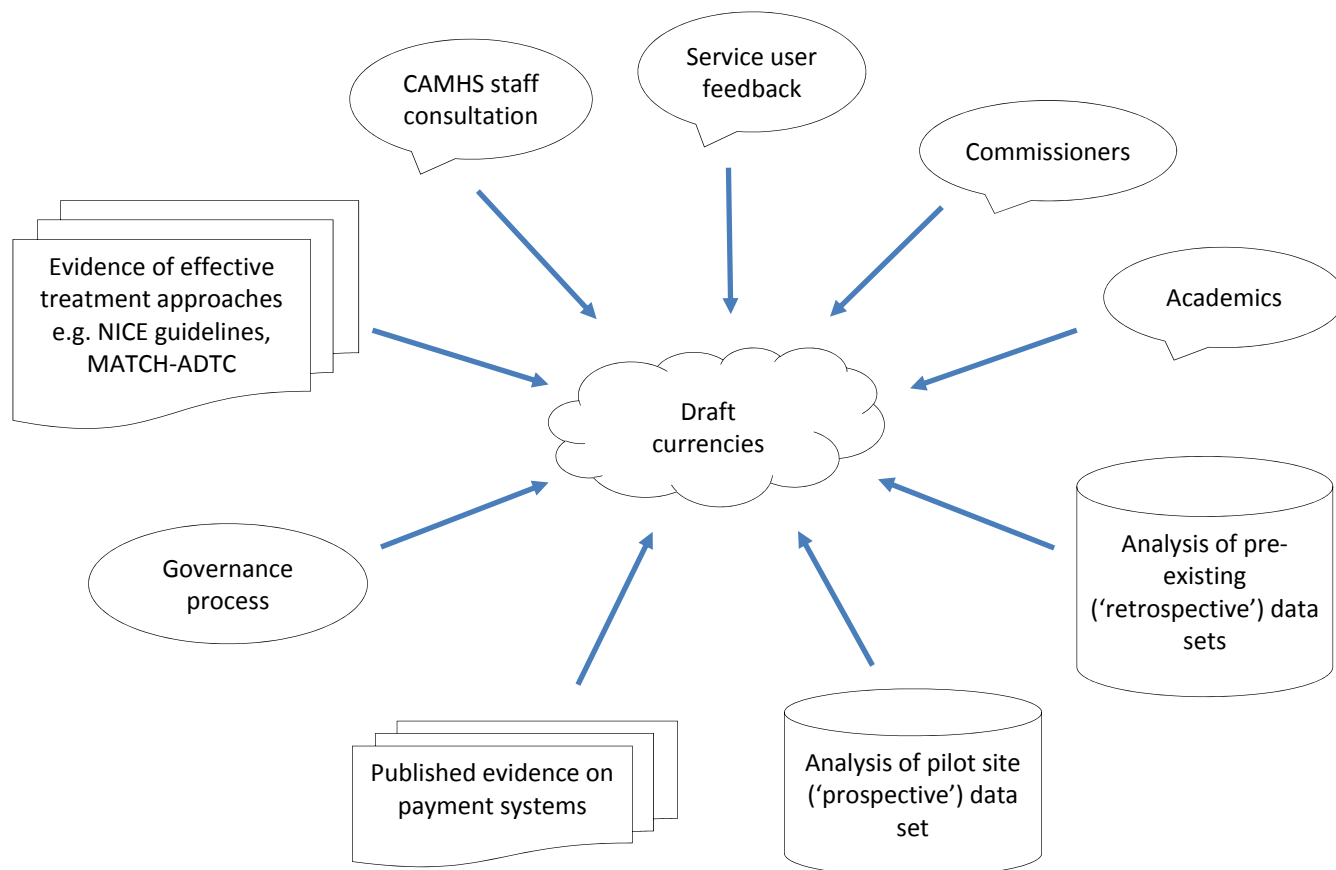 Service user
feedback
CAMHS staff
consultation
Commissioners
Evidence of effective
treatment approaches
e.g. NICE guidelines,
MATCH-ADTC
Academics
Draft
currencies
Governance
process
Analysis of pre-
existing
(‘retrospective’) data
sets
Published evidence on
payment systems
Analysis of pilot site
(‘prospective’) data
set